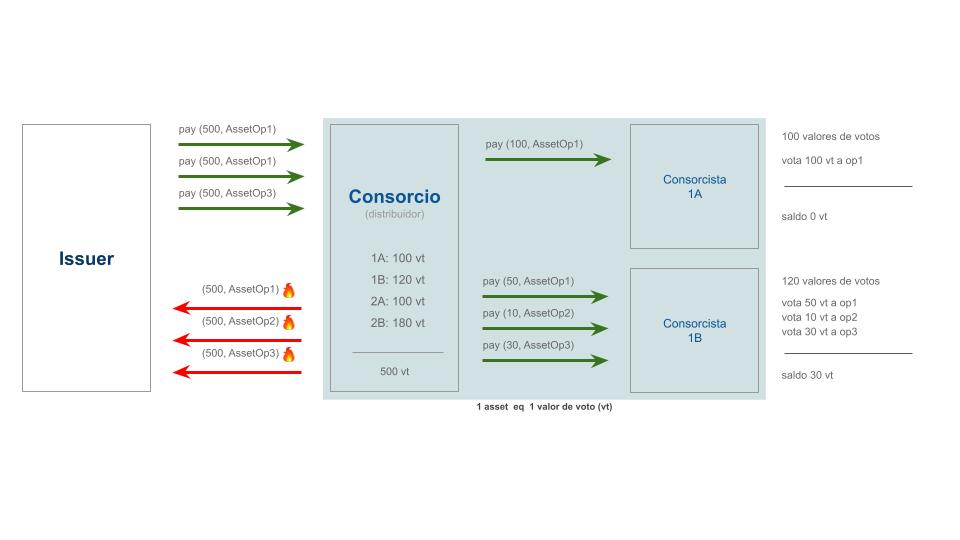 pay (500, AssetOp1)
pay (500, AssetOp1)
pay (500, AssetOp3)
Issuer
(500, AssetOp1)
(500, AssetOp2)
(500, AssetOp3)
Consorcio
(distribuidor)
1A: 100 vt
1B: 120 vt
2A: 100 vt
2B: 180 vt
500 vt
pay (100, AssetOp1)
pay (50, AssetOp1)
pay (10, AssetOp2)
pay (30, AssetOp3)
Consorcista
1A
Consorcista
1B
100 valores de votos
vota 100 vt a op1
saldo 0 vt
120 valores de votos
vota 50 vt a op1
vota 10 vt a op2
vota 30 vt a op3
saldo 30 vt
1 asset eq 1 valor de voto (vt)